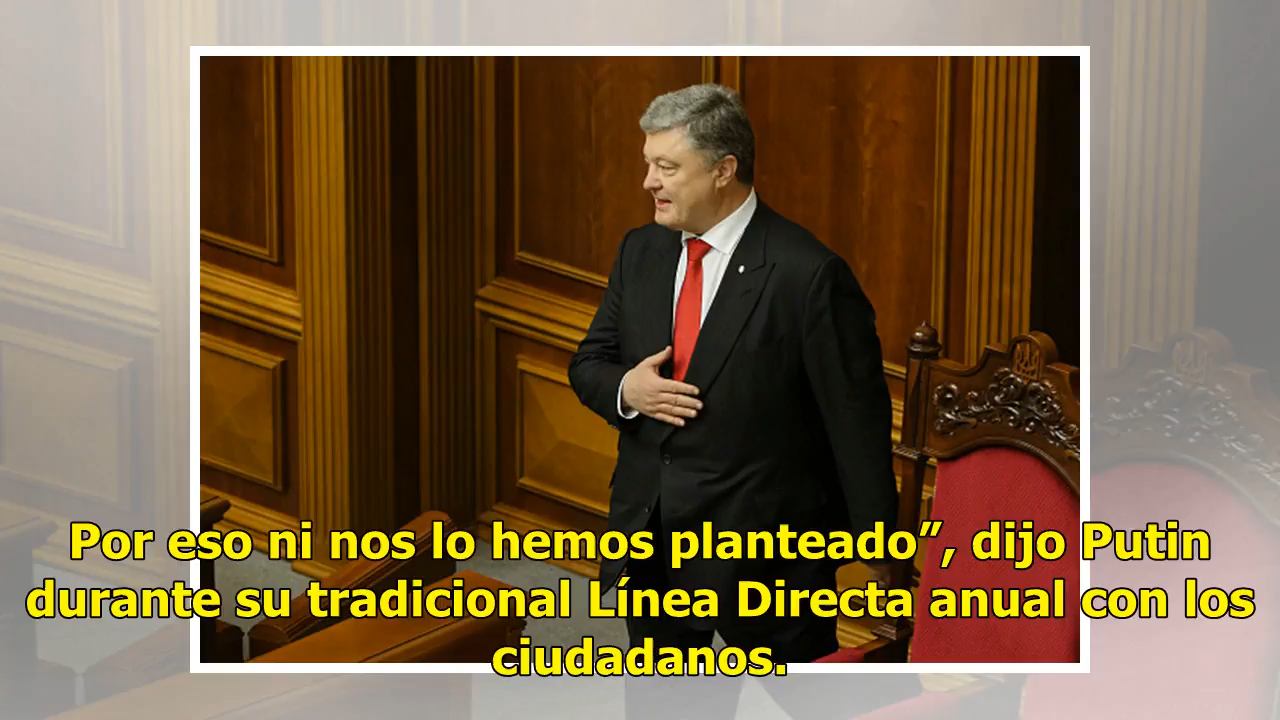 Por eso ni nos lo hemos planteado”, dijo Putin
durante su tradicional Línea Directa anual con los
ciudadanos.